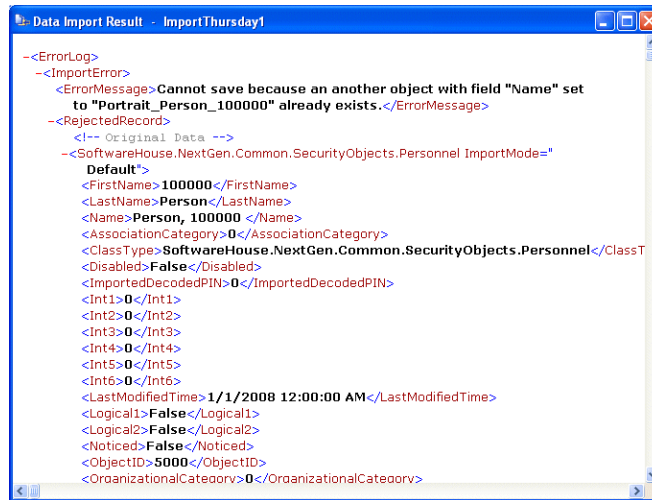 Data Import Result - ImportThursday1
-<ErrorLog>
-<ImportError>
<ErrorMessage>Cannot save because an another object with field "Name" set
to "Portrait_Person_100000" already exists.</ErrorMessage>
-<RejectedRecord>
<!-- Original Data -->
-<SoftwareHouse.NextGen.Common.SecurityObjects.Personnel ImportMode="
Default">
<FirstName>100000</FirstName>
<LastName>Person</LastName>
<Name>Person, 100000 </Name>
<AssociationCategory>0</AssociationCategory>
<ClassType>SoftwareHouse.NextGen.Common.SecurityObjects.Personnel</ClassT
<Disabled>False</Disabled>
<ImportedDecodedPIN>0</ImportedDecodedPIN>
<Int1>0</Int1>
<Int2>0</Int2>
<Int3>0</Int3>
<Int4>0</Int4>
<Int5>0</Int5>
<Int6>0</Int6>
<LastModifiedTime>1/1/2008 12:00:00 AM</LastModifiedTime>
<Logical1>False</Logical1>
<Logical2>False</Logical2>
<Noticed>False</Noticed>
<ObjectID>5000</ObjectID>
<OrganizationalCategory>0</OrganizationalCategory>